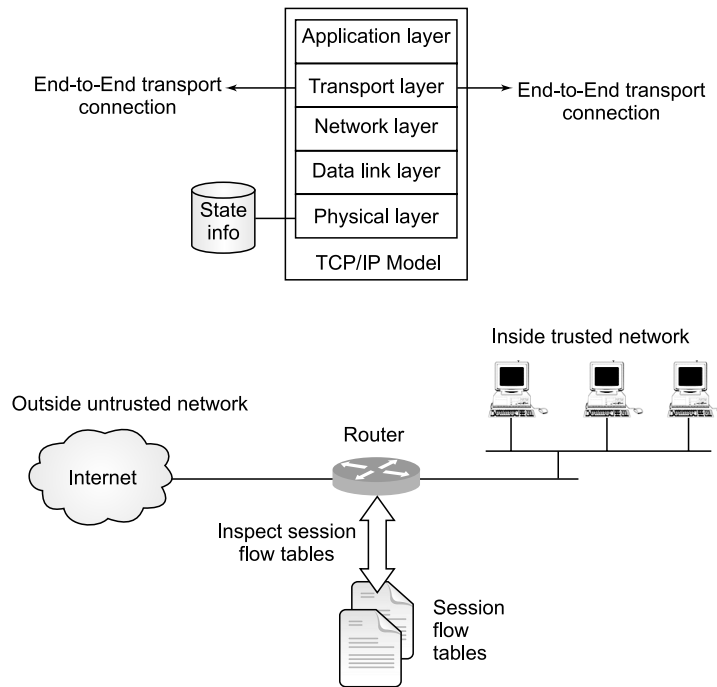 Application layer
End-to-End transport
connection
Transport layer
End-to-End transport
connection
Network layer
Data link layer
State
info
Physical layer
TCP/IP Model
Inside trusted network
Outside untrusted network
Router
Internet
Inspect session
flow tables
Session
flow
tables